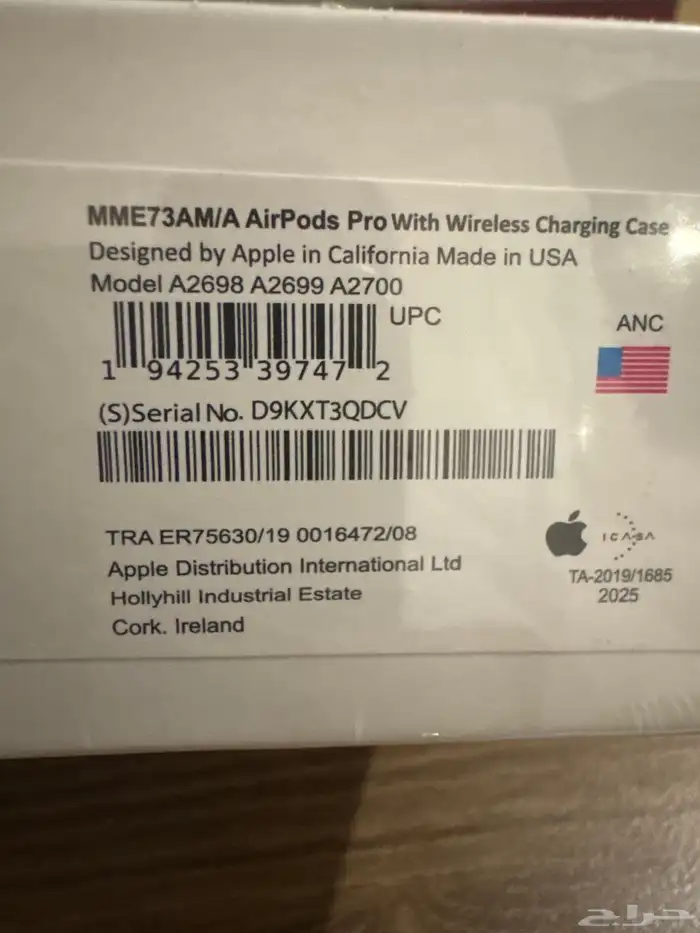 MME73AM/A AirPods Pro With Wireless Charging Case
Designed by Apple in California Made in USA
Model A2698 A2699 A2700
UPC
ANC
1 94253 39747 2
(S)Serial No. D9KXT3QDCV
TRA ER75630/19 0016472/08
Apple Distribution International Ltd
Hollyhill Industrial Estate
Cork. Ireland
ICASA
TA-2019/1685
2025
حراج